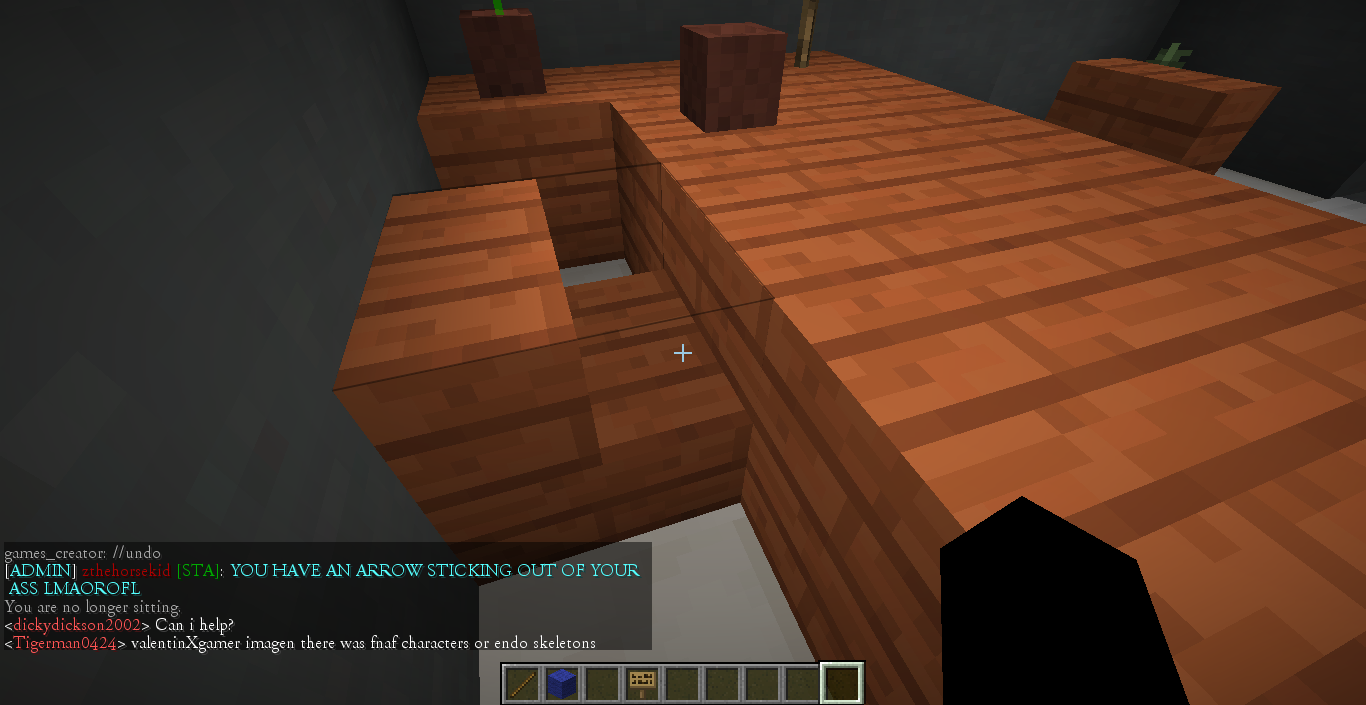 games_creator: //undo
[ADMIN] zthehorsekid [STA]: YOU HAVE AN ARROW STICKING OUT OF YOUR
ASS LMAOROFL
You are no longer sitting.
<dickydickson2002> Can i help?
<Tigerman0424> valentinXgamer imagen there was fnaf characters or endo skeletons